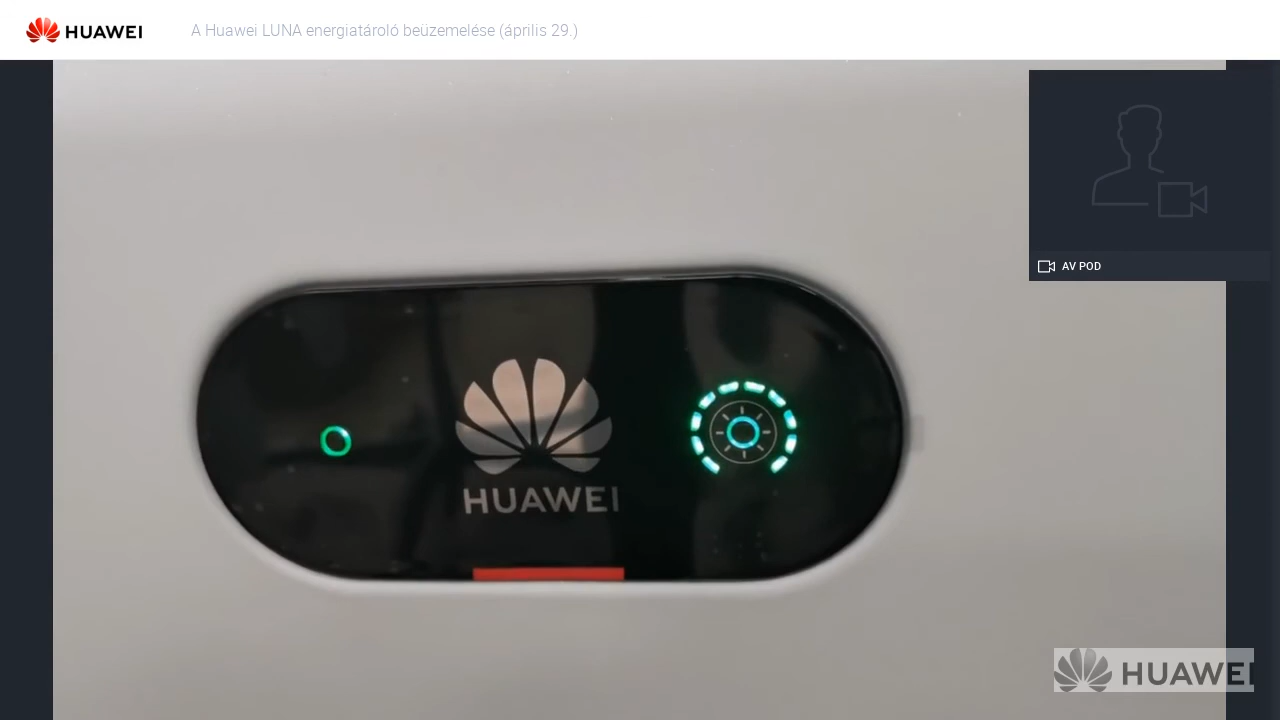 HUAWEI
A Huawei LUNA energiatároló beüzemelése (április 29.)
AV POD
HUAWEI
HUAWEI